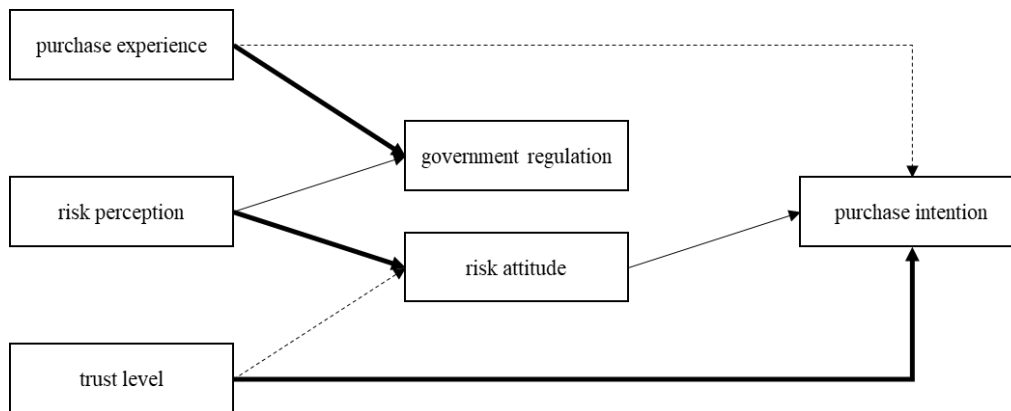 purchase experience
government regulation
risk perception
purchase intention
risk attitude
trust level